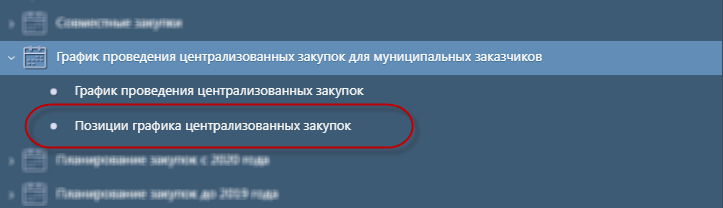 Совместные закупки
График проведения централизованных закупок для муниципальных заказчиков
График проведения централизованных закупок
Позиции графика централизованных закупок
Планирование закупок с 2020 года
Планирование закупок до 2019 года